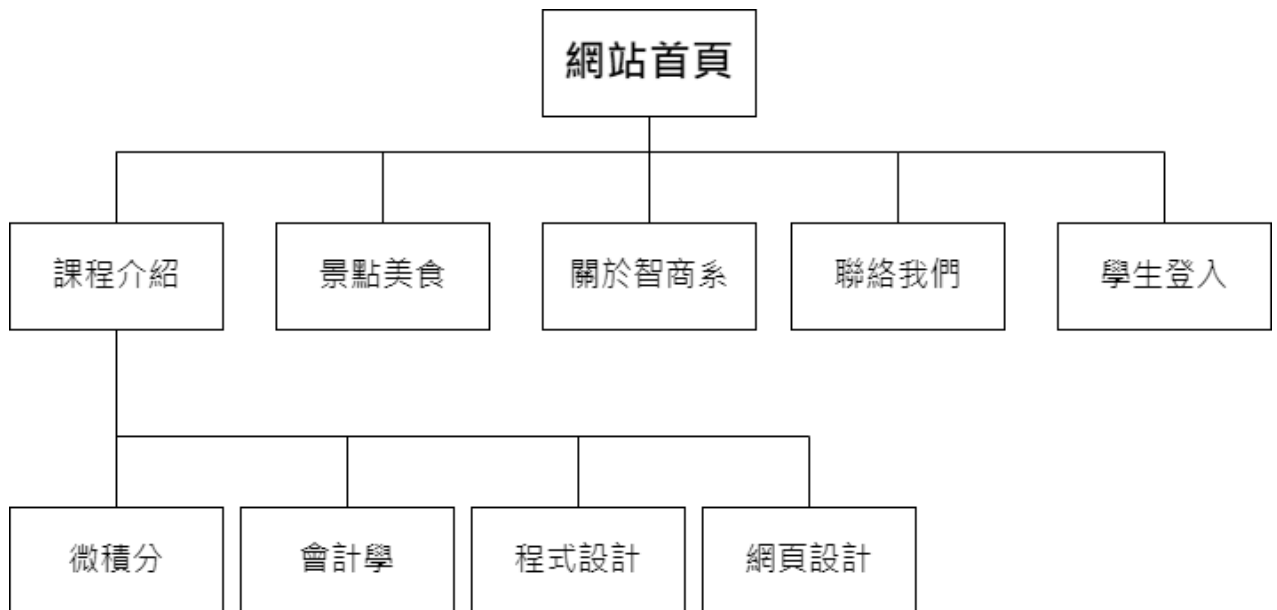 網站首頁
課程介紹
景點美食
關於智商系
聯絡我們
學生登入
微積分
會計學
程式設計
網頁設計